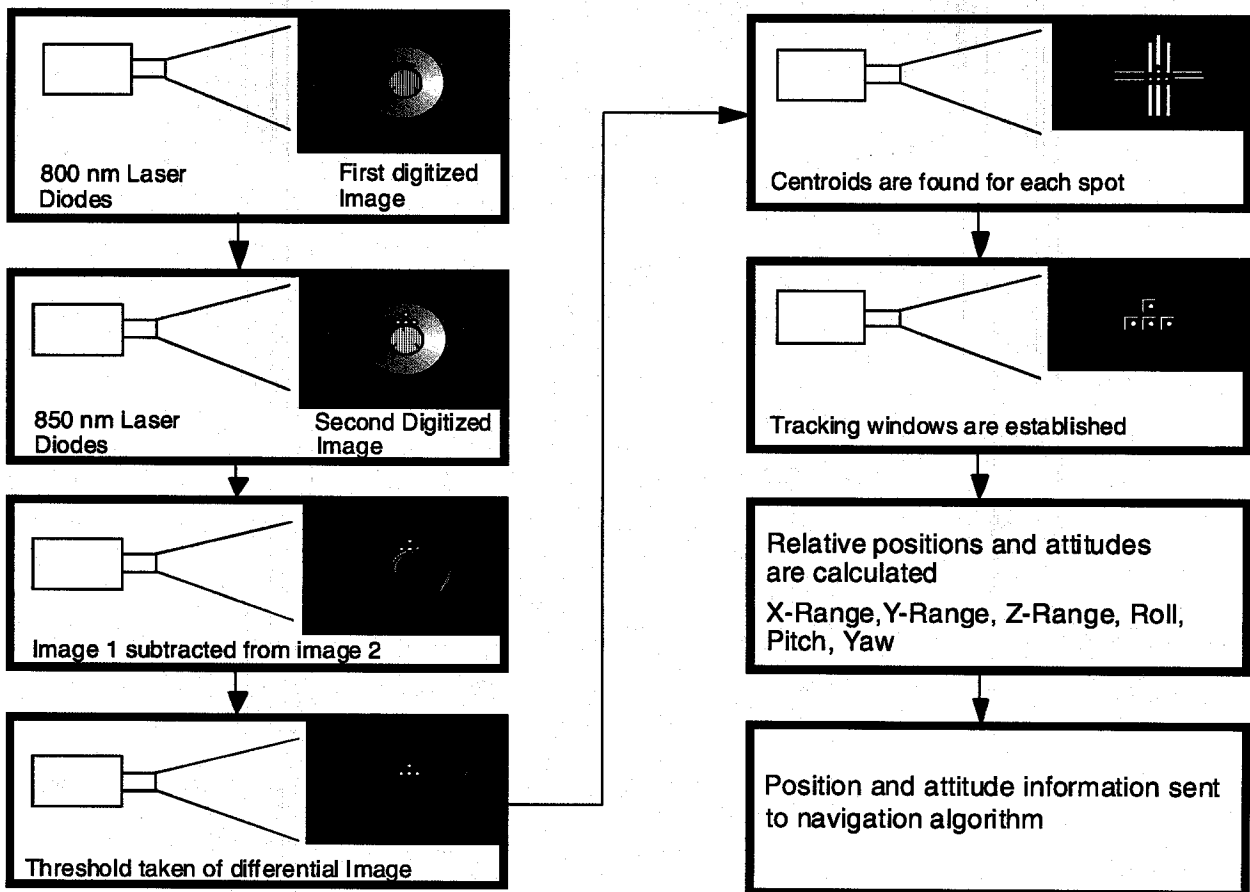 800 nm Laser
Diodes
First digitized
Image
850 nm Laser
Diodes
Second Digitized
Image
Image 1 subtracted from image 2
Threshold taken of differential Image
Centroids are found for each spot
Tracking windows are established
Relative positions and attitudes
are calculated
X-Range,Y-Range, Z-Range, Roll,
Pitch, Yaw
Position and attitude information sent
to navigation algorithm